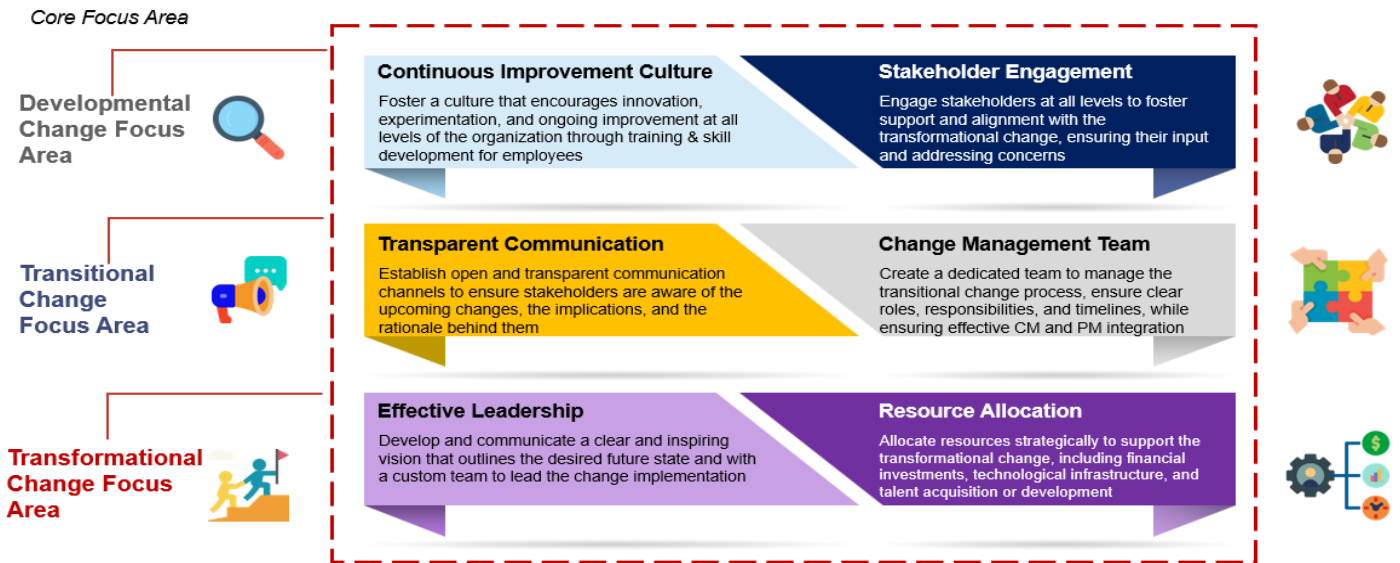 Core Focus Area
Developmental
Change Focus
Area
Continuous Improvement Culture
Foster a culture that encourages innovation,
experimentation, and ongoing improvement at all
levels of the organization through training & skill
development for employees
Stakeholder Engagement
Engage stakeholders at all levels to foster
support and alignment with the
transformational change, ensuring their input
and addressing concerns
Transitional
Change
Focus Area
Transparent Communication
Establish open and transparent communication
channels to ensure stakeholders are aware of the
upcoming changes, the implications, and the
rationale behind them
Change Management Team
Create a dedicated team to manage the
transitional change process, ensure clear
roles, responsibilities, and timelines, while
ensuring effective CM and PM integration
Transformational
Change Focus
Area
Effective Leadership
Develop and communicate a clear and inspiring
vision that outlines the desired future state and with
a custom team to lead the change implementation
Resource Allocation
Allocate resources strategically to support the
transformational change, including financial
investments, technological infrastructure, and
talent acquisition or development
$